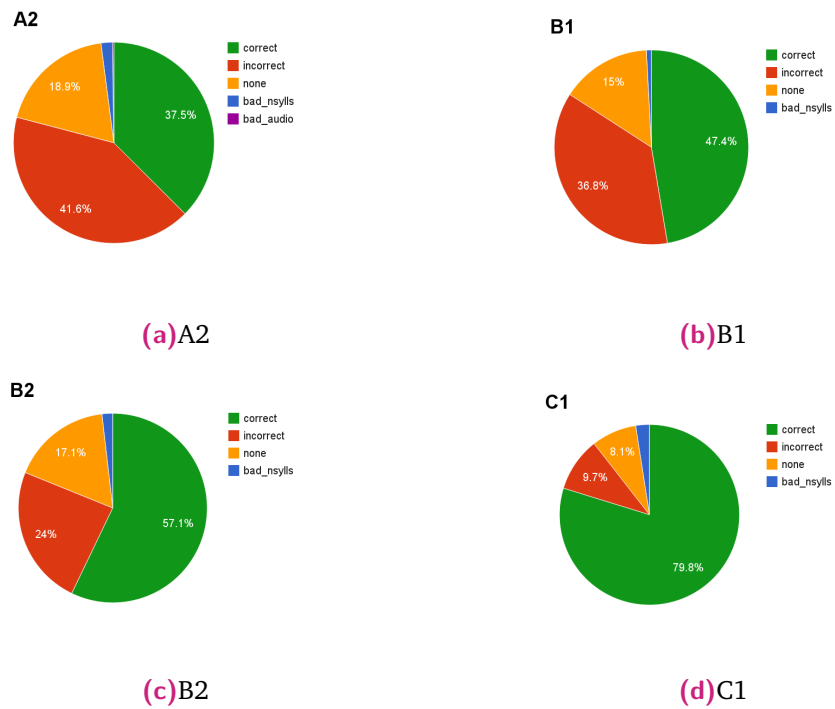 A2
correct
incorrect
none
bad_nsylls
bad_audio
18.9%
37.5%
41.6%
(a)A2
B1
correct
incorrect
none
bad_nsylls
15%
47.4%
36.8%
(b)B1
B2
correct
incorrect
none
bad_nsylls
17.1%
57.1%
24%
(c)B2
C1
correct
incorrect
none
bad_nsylls
8.1%
9.7%
79.8%
(d)C1